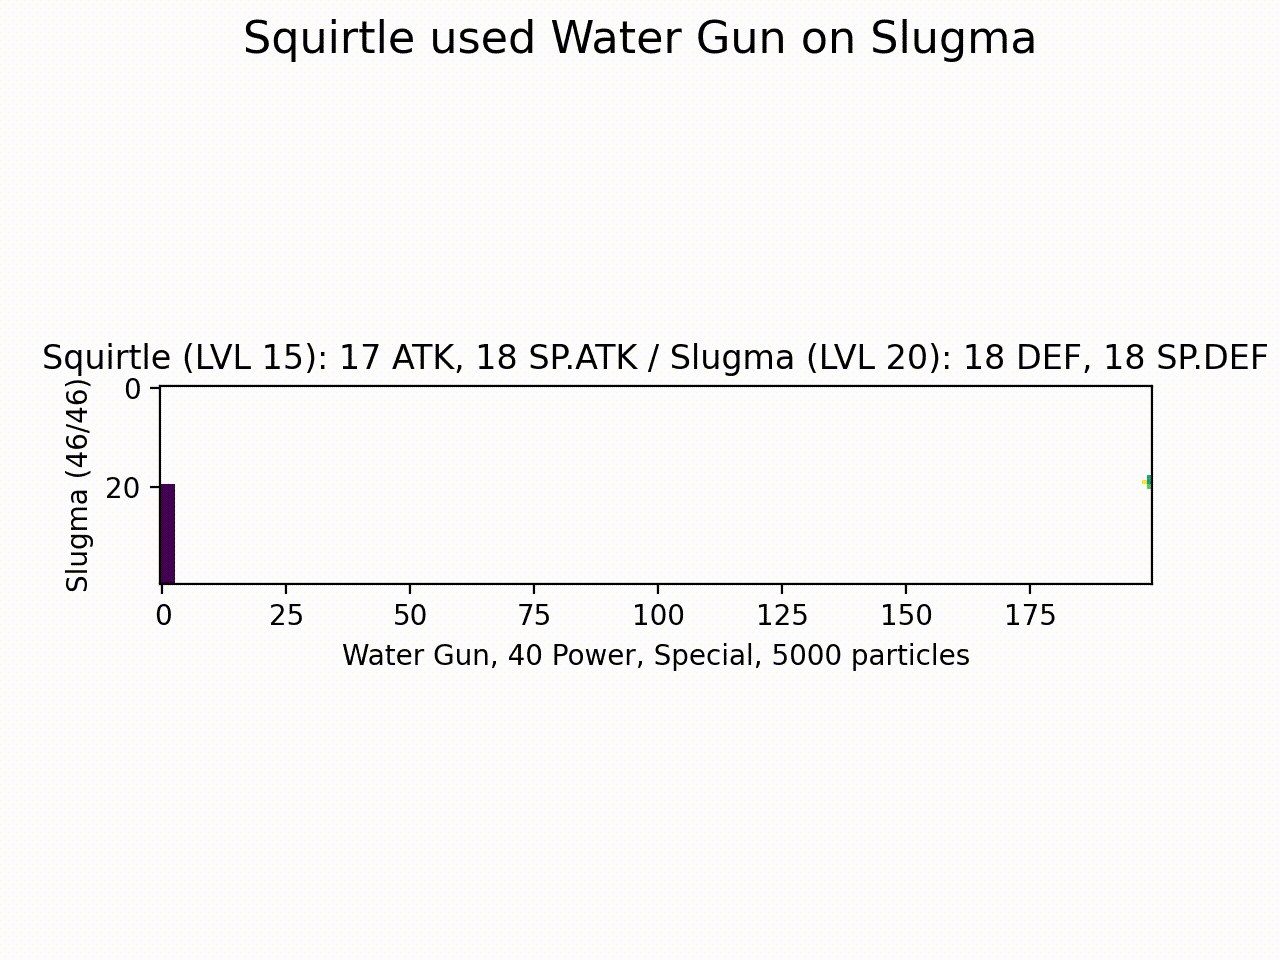 Squirtle used Water Gun on Slugma
Squirtle (LVL 15): 17 ATK, 18 SP.ATK / Slugma (LVL 20): 18 DEF, 18 SP.DEF
Slugma (46/46)
0
20
0 25 50 75 100 125 150 175
Water Gun, 40 Power, Special, 5000 particles